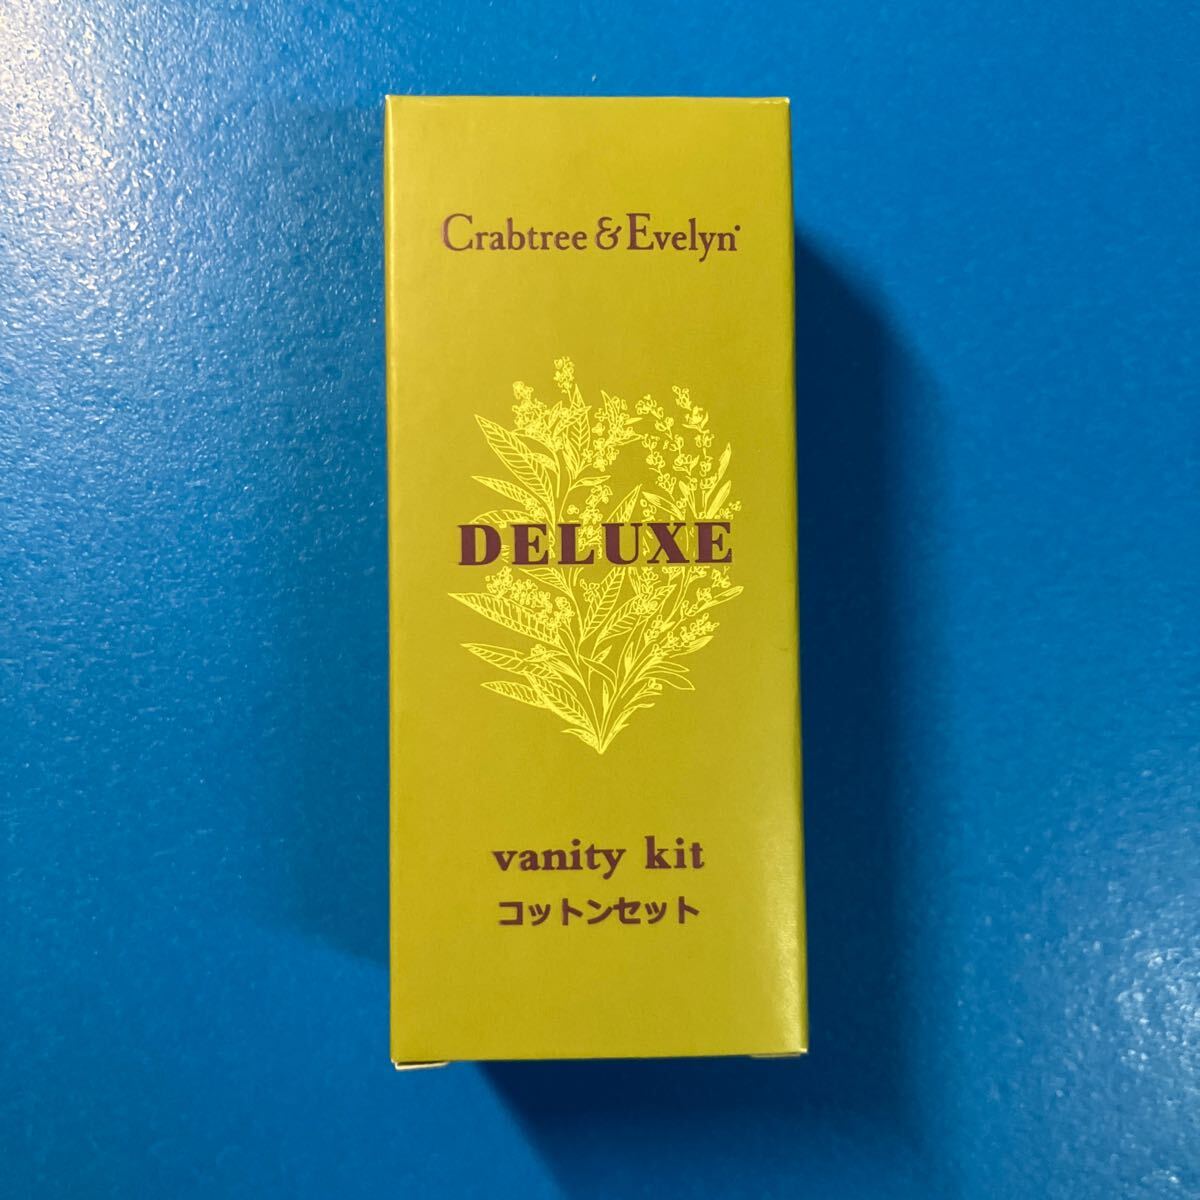 Crabtree & Evelyn
DELUXE
vanity kit
コットンセット